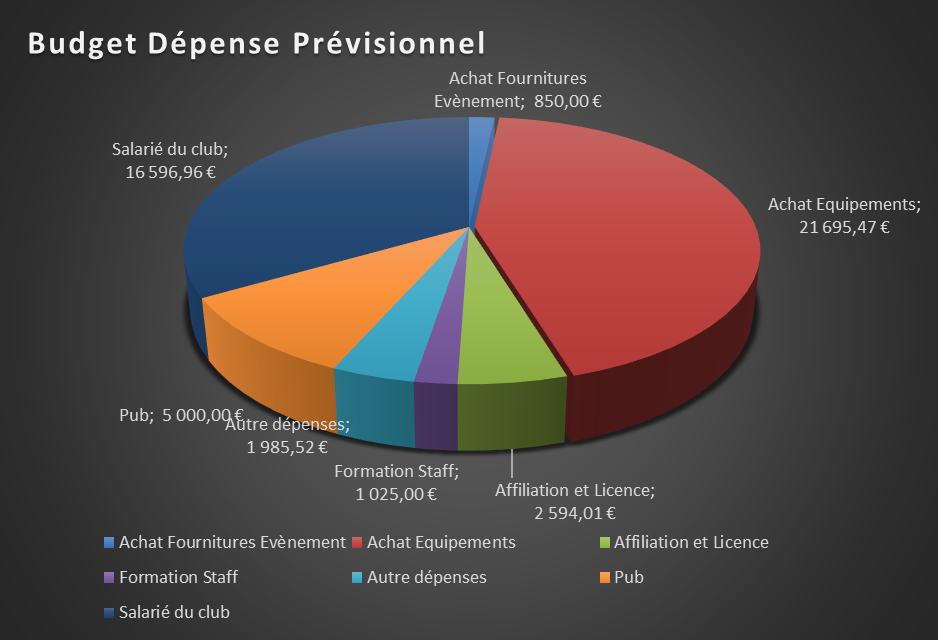 Budget Dépense Prévisionnel
Achat Fournitures
Evènement; 850,00 €
Salarié du club;
16 596,96 €
Achat Equipements;
21 695,47 €
Pub; 5 000,00 €
Autre dépenses;
1 985,52 €
Formation Staff;
1 025,00 €
Affiliation et Licence;
2 594,01 €
Achat Fournitures Evènement
Achat Equipements
Affiliation et Licence
Formation Staff
Autre dépenses
Pub
Salarié du club